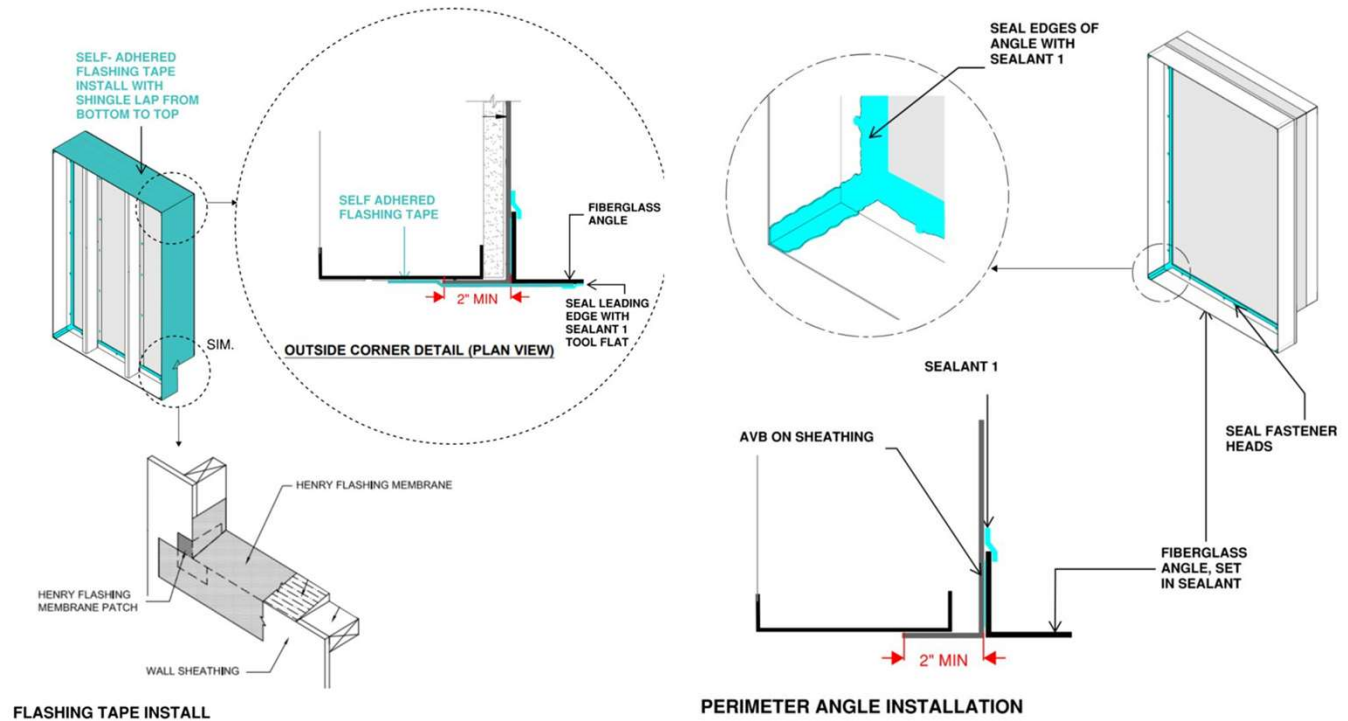 SELF- ADHERED
FLASHING TAPE
INSTALL WITH
SHINGLE LAP FROM
BOTTOM TO TOP
SELF ADHERED
FLASHING TAPE
FIBERGLASS
ANGLE
2" MIN
SEAL LEADING
EDGE WITH
SEALANT 1
TOOL FLAT
OUTSIDE CORNER DETAIL (PLAN VIEW)
SIM.
HENRY FLASHING MEMBRANE
HENRY FLASHING
MEMBRANE PATCH
WALL SHEATHING
FLASHING TAPE INSTALL
SEAL EDGES OF
ANGLE WITH
SEALANT 1
SEALANT 1
AVB ON SHEATHING
SEAL FASTENER
HEADS
FIBERGLASS
ANGLE, SET
IN SEALANT
2" MIN
PERIMETER ANGLE INSTALLATION